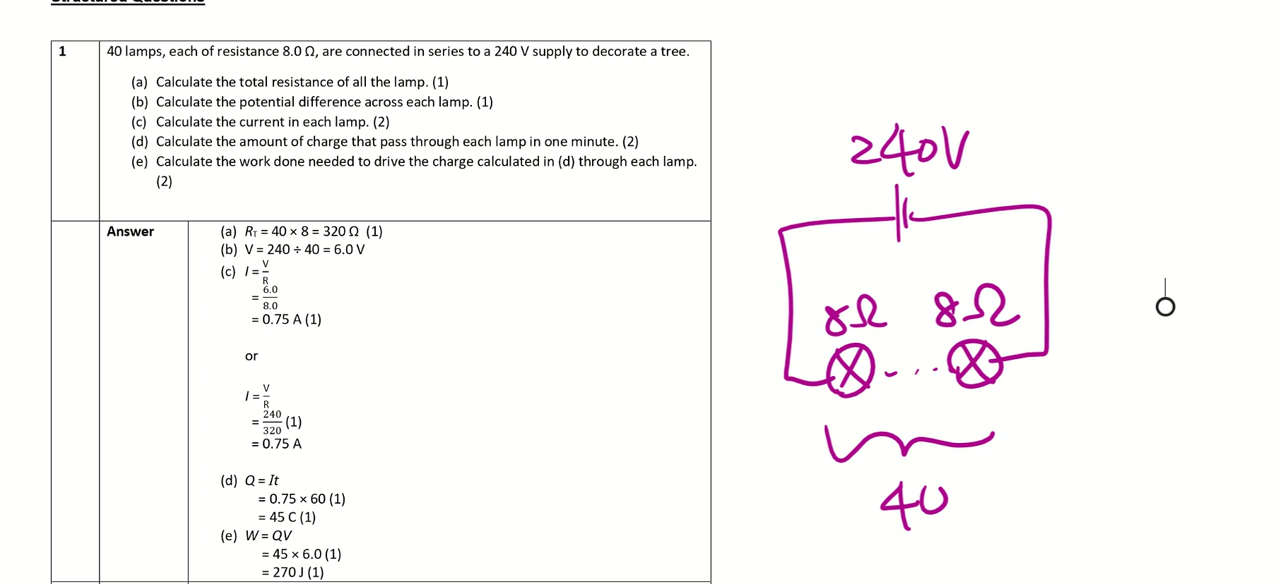 Structured Questions
1 40 lamps, each of resistance 8.0 Ω, are connected in series to a 240 V supply to decorate a tree.
(a) Calculate the total resistance of all the lamp. (1)
(b) Calculate the potential difference across each lamp. (1)
(c) Calculate the current in each lamp. (2)
(d) Calculate the amount of charge that pass through each lamp in one minute. (2)
(e) Calculate the work done needed to drive the charge calculated in (d) through each lamp.
(2)
Answer (a) R_T = 40 × 8 = 320 Ω (1)
(b) V = 240 ÷ 40 = 6.0 V
(c) I = V/R
= 6.0/8.0
= 0.75 A (1)
or
I = V/R
= 240/320 (1)
= 0.75 A
(d) Q = It
= 0.75 × 60 (1)
= 45 C (1)
(e) W = QV
= 45 × 6.0 (1)
= 270 J (1)
240V
8Ω 8Ω
40